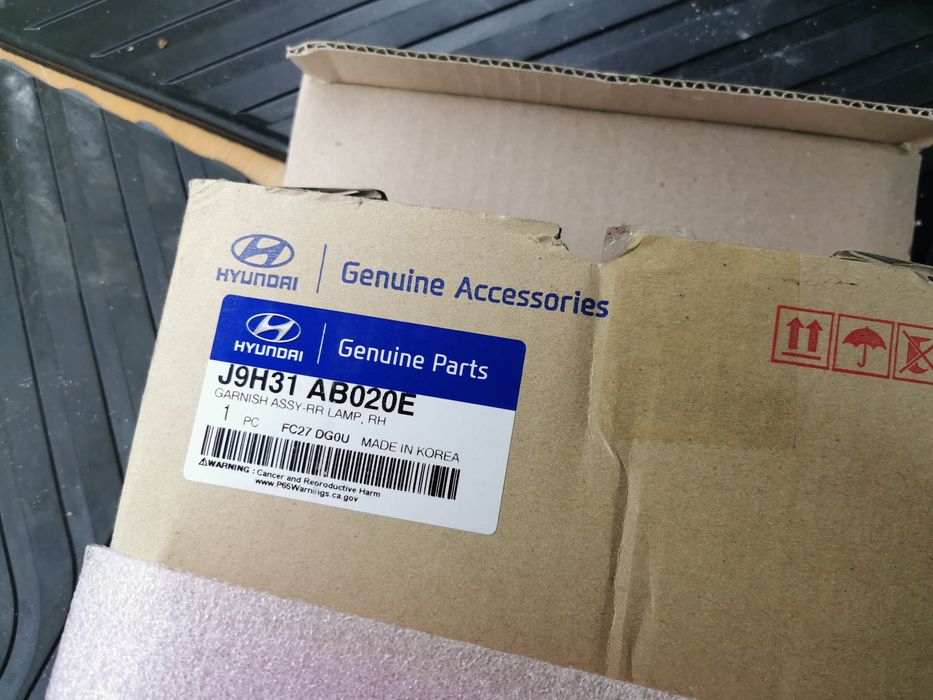 HYUNDAI
Genuine Accessories
HYUNDAI
Genuine Parts
J9H31 AB020E
GARNISH ASSY-RR LAMP, RH
1 PC FC27 DG0U MADE IN KOREA
WARNING : Cancer and Reproductive Harm
www.P65Warnings.ca.gov